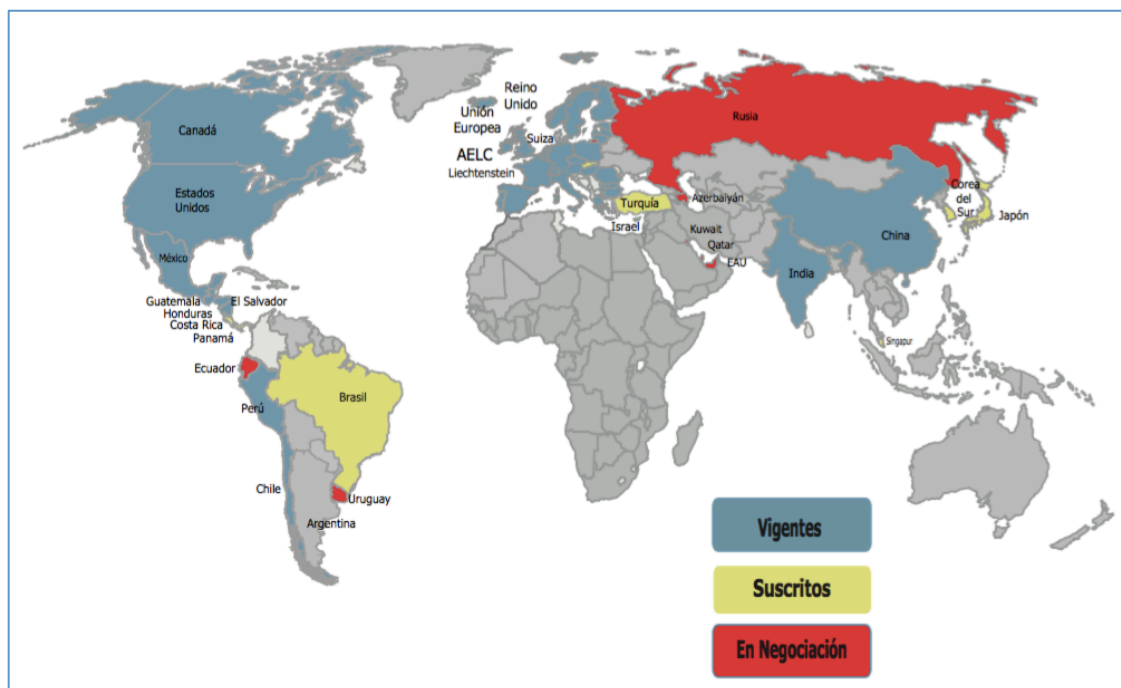 Canadá
Estados
Unidos
México
Guatemala
El Salvador
Honduras
Costa Rica
Panamá
Ecuador
Perú
Brasil
Chile
Uruguay
Argentina
Reino
Unido
Unión
Europea
Suiza
AELC
Liechtenstein
Turquía
Israel
Rusia
Azerbaiyán
Kuwait
Qatar
EAU
India
China
Corea
del
Sur
Japón
Singapur
Vigentes
Suscritos
En Negociación